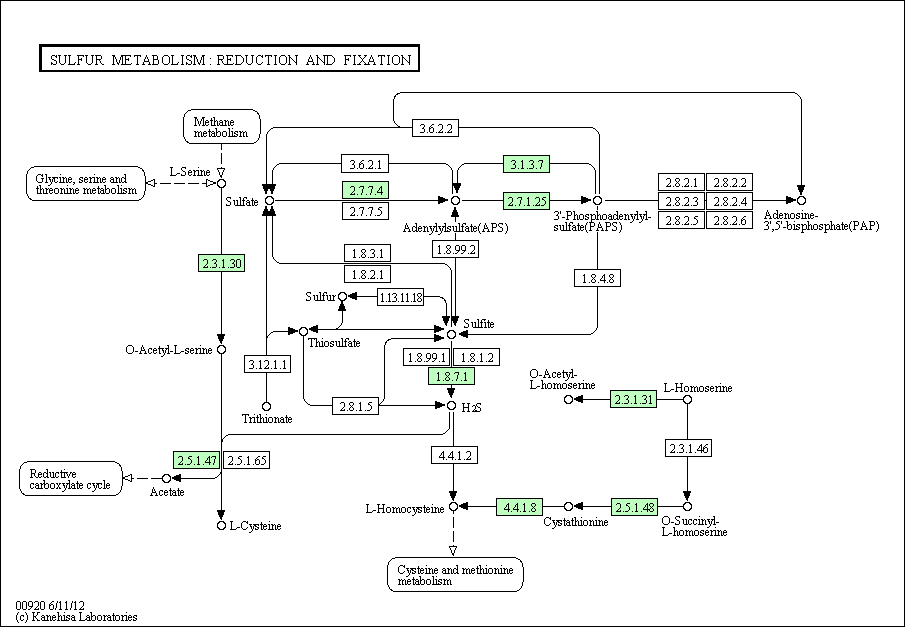 SULFUR METABOLISM : REDUCTION AND FIXATION
Methane
metabolism
3.6.2.2
Glycine, serine and
threonine metabolism
L-Serine
3.6.2.1
3.1.3.7
2.8.2.1
2.8.2.2
Sulfate
2.7.7.4
2.7.1.25
2.8.2.3
2.8.2.4
2.7.7.5
2.8.2.5
2.8.2.6
Adenylylsulfate(APS)
3'-Phosphoadenylyl-
sulfate(PAPS)
Adenosine-
3',5'-bisphosphate(PAP)
1.8.99.2
1.8.3.1
2.3.1.30
1.8.2.1
1.8.4.8
Sulfur
1.13.11.18
Sulfite
Thiosulfate
O-Acetyl-L-serine
1.8.99.1
1.8.1.2
3.12.1.1
1.8.7.1
O-Acetyl-
L-homoserine
L-Homoserine
2.8.1.5
H2S
2.3.1.31
Trithionate
2.3.1.46
2.5.1.47
2.5.1.65
4.4.1.2
Reductive
carboxylate cycle
Acetate
L-Homocysteine
4.4.1.8
2.5.1.48
Cystathionine
O-Succinyl-
L-homoserine
L-Cysteine
Cysteine and methionine
metabolism
00920 6/11/12
(c) Kanehisa Laboratories